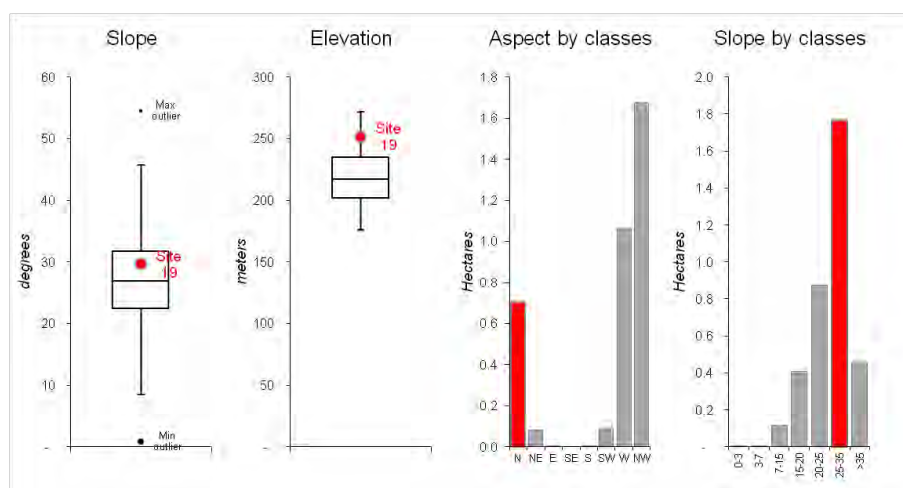 Slope
60
50
40
30
20
10
-
degrees
Max
outlier
Site
19
Min
outlier
Elevation
300
250
200
150
100
50
-
meters
Site
19
Aspect by classes
1.8
1.6
1.4
1.2
1.0
0.8
0.6
0.4
0.2
0.0
Hectares
N NE E SE S SW W NW
Slope by classes
2.0
1.8
1.6
1.4
1.2
1.0
0.8
0.6
0.4
0.2
-
Hectares
0-3
3-7
7-15
15-20
20-25
25-35
>35